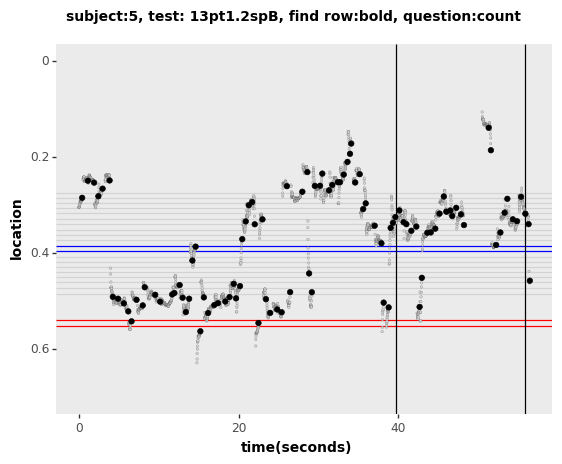 subject:5, test: 13pt1.2spB, find row:bold, question:count
0
0.2
0.4
0.6
location
0 20 40
time(seconds)